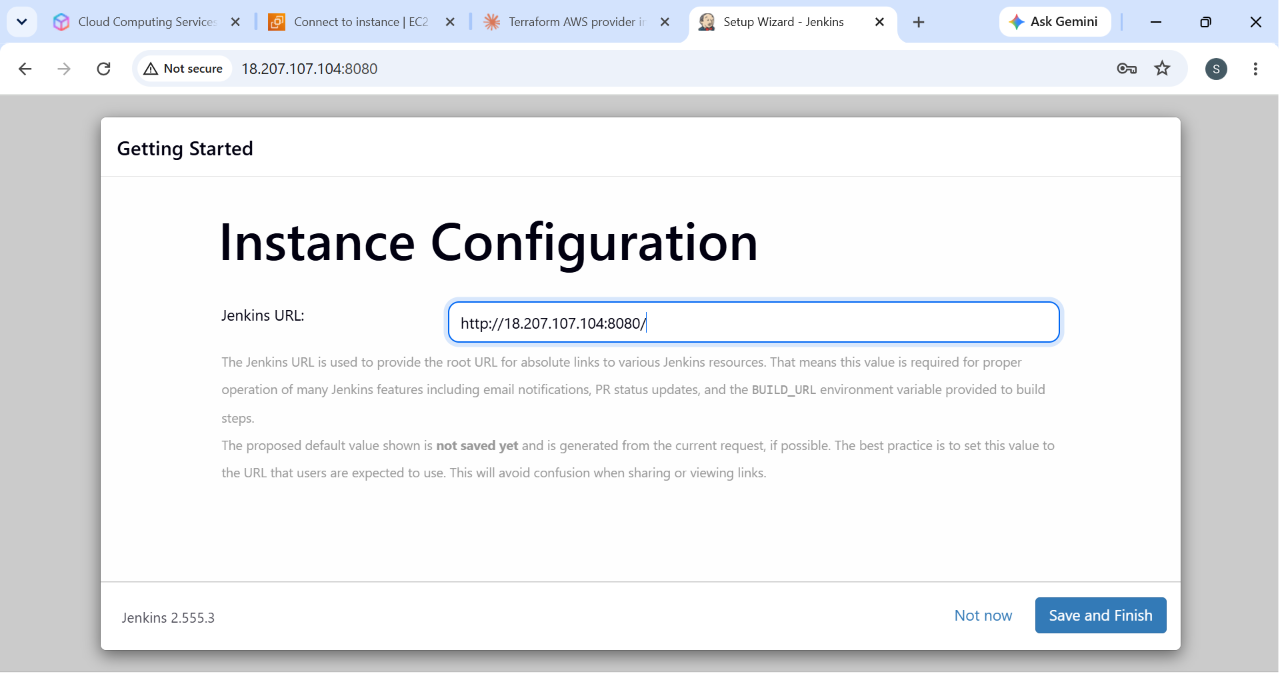 Cloud Computing Services
Connect to instance | EC2
Terraform AWS provider in
Setup Wizard - Jenkins
Ask Gemini
Not secure
18.207.107.104:8080
S
Getting Started
Instance Configuration
Jenkins URL:
http://18.207.107.104:8080/
The Jenkins URL is used to provide the root URL for absolute links to various Jenkins resources. That means this value is required for proper
operation of many Jenkins features including email notifications, PR status updates, and the BUILD_URL environment variable provided to build
steps.
The proposed default value shown is not saved yet and is generated from the current request, if possible. The best practice is to set this value to
the URL that users are expected to use. This will avoid confusion when sharing or viewing links.
Jenkins 2.555.3
Not now
Save and Finish